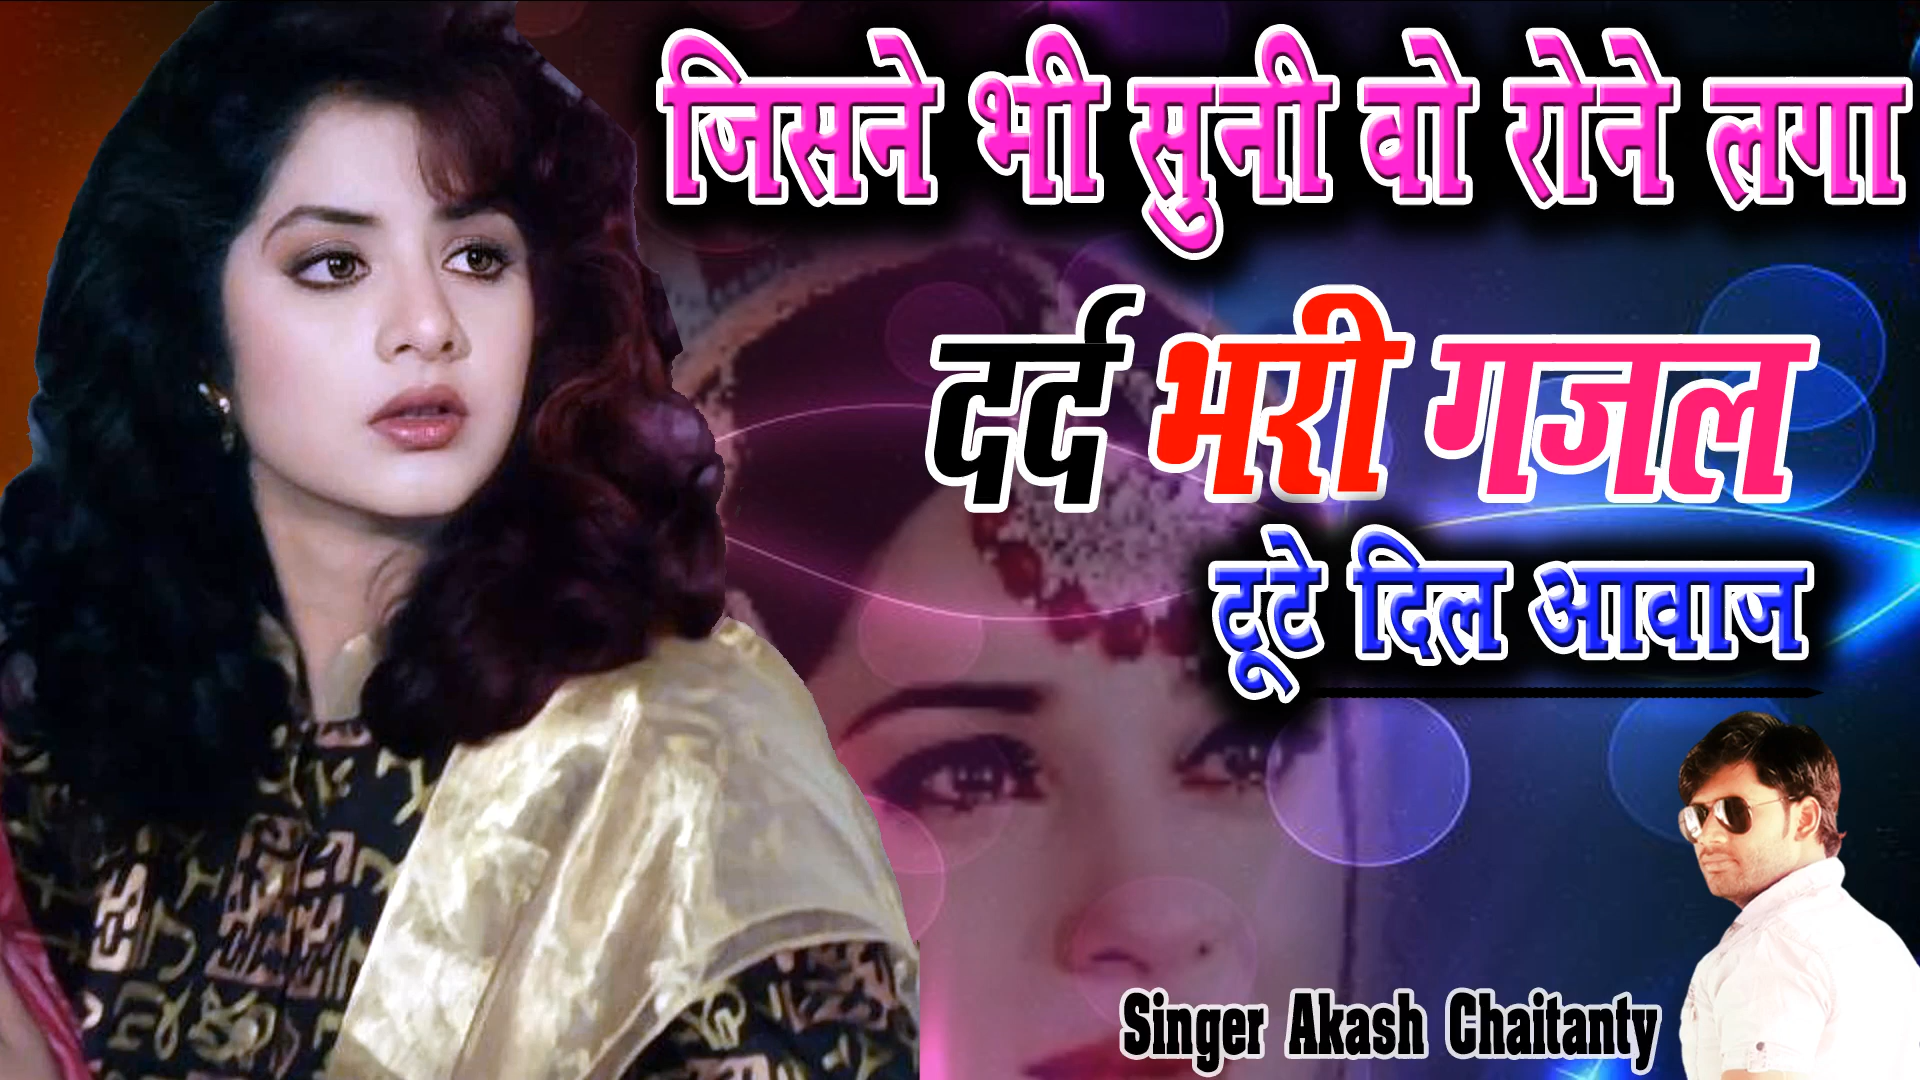 जिसने भी सुनी वो रोने लगा
दर्द भरी गजल
टूटे दिल आवाज
Singer Akash Chaitanty